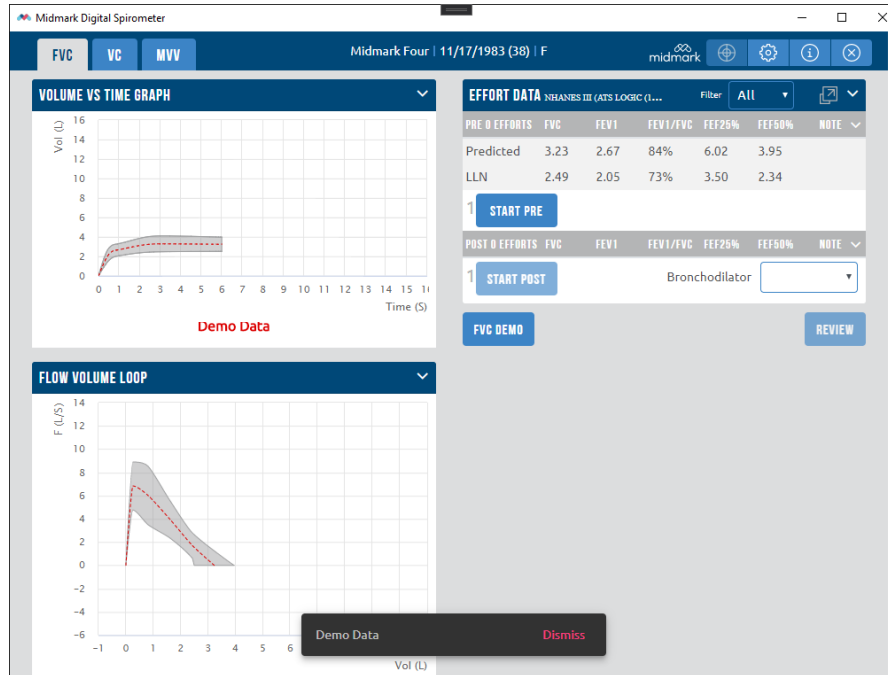 Midmark Digital Spirometer
FVC VC MVV
Midmark Four | 11/17/1983 (38) | F
midmark
VOLUME VS TIME GRAPH
Vol (L)
16
14
12
10
8
6
4
2
0
0 1 2 3 4 5 6 7 8 9 10 11 12 13 14 15
Time (S)
Demo Data
FLOW VOLUME LOOP
F (L/S)
14
12
10
8
6
4
2
0
−2
−4
−6
−1 0 1 2 3 4 5 6
Vol (L)
EFFORT DATA NHANES III (ATS LOGIC (1... Filter All
PRE 0 EFFORTS FVC FEV1 FEV1/FVC FEF25% FEF50% NOTE
Predicted 3.23 2.67 84% 6.02 3.95
LLN 2.49 2.05 73% 3.50 2.34
1 START PRE
POST 0 EFFORTS FVC FEV1 FEV1/FVC FEF25% FEF50% NOTE
1 START POST Bronchodilator
FVC DEMO REVIEW
Demo Data Dismiss